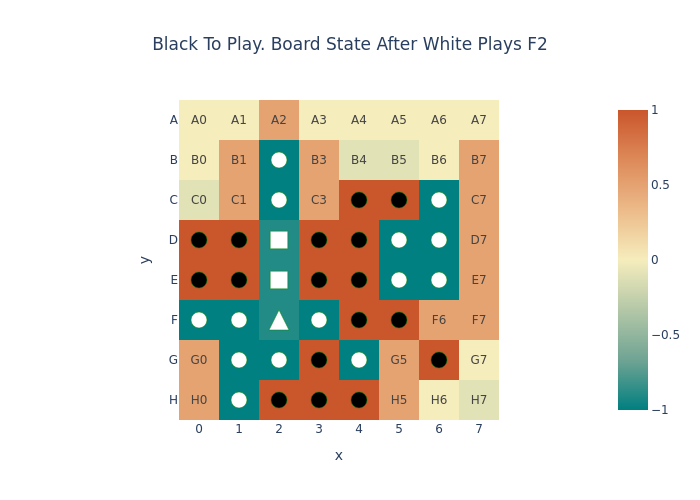 Black To Play. Board State After White Plays F2
A A0 A1 A2 A3 A4 A5 A6 A7
B B0 B1 B3 B4 B5 B6 B7
C C0 C1 C3 C7
D D7
E E7
F F6 F7
G G0 G5 G7
H H0 H5 H6 H7
0 1 2 3 4 5 6 7
x
y
1
0.5
0
−0.5
−1